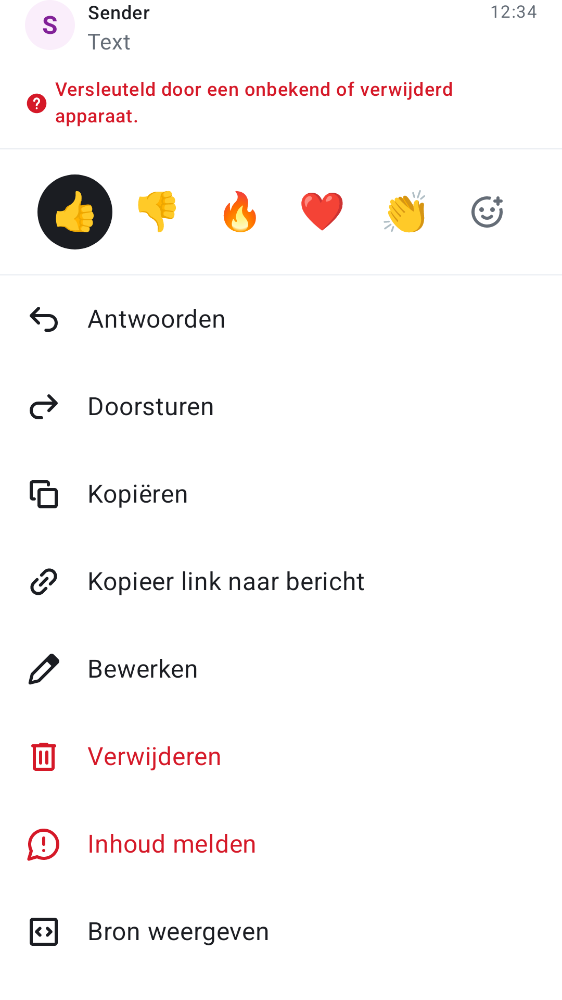 S
Sender
12:34
Text
Versleuteld door een onbekend of verwijderd
apparaat.
Antwoorden
Doorsturen
Kopiëren
Kopieer link naar bericht
Bewerken
Verwijderen
Inhoud melden
Bron weergeven